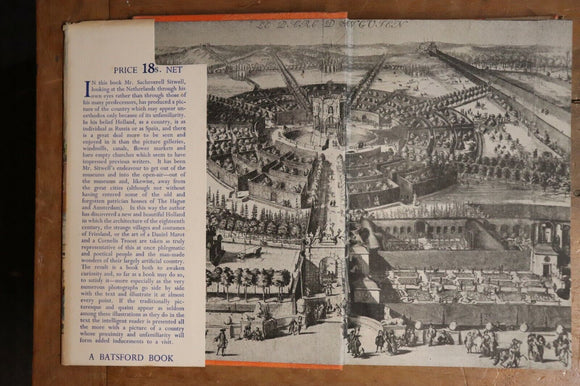 PRICE 18s. NET
IN this book Mr. Sacheverell Sitwell,
looking at the Netherlands through his
own eyes rather than through those of
his many predecessors, has produced a pic-
ture of the country which may appear un-
orthodox only because of its unfamiliarity.
In his belief Holland, as a country, is as
individual as Russia or as Spain, and there
is a great deal more to be seen and
enjoyed in it than the picture galleries,
windmills, canals, flower markets and
bare empty churches which seem to have
impressed previous writers. It has been
Mr. Sitwell's endeavour to get out of the
museums and into the open-air—out of
the museums and, likewise, away from
the great cities (although not without
having entered some of the old and
forgotten patrician houses of The Hague
and Amsterdam). In this way the author
has discovered a new and beautiful Holland
in which the architecture of the eighteenth
century, the strange villages and costumes
of Friesland, or the art of a Daniel Marot
and a Cornelis Troost are taken as truly
representative of this at once phlegmatic
and poetical people and the man-made
wonders of their largely artificial country.
The result is a book both to awaken
curiosity and, so far as a book may do so,
to satisfy it—more especially as the very
numerous photographs go side by side
with the text and illustrate it at almost
every point. If the traditionally pic-
turesque and quaint appear as seldom
among these illustrations as they do in the
text the intelligent reader is presented all
the more with a picture of a country
whose proximity and unfamiliarity will
form added inducements to a visit.
A BATSFORD BOOK